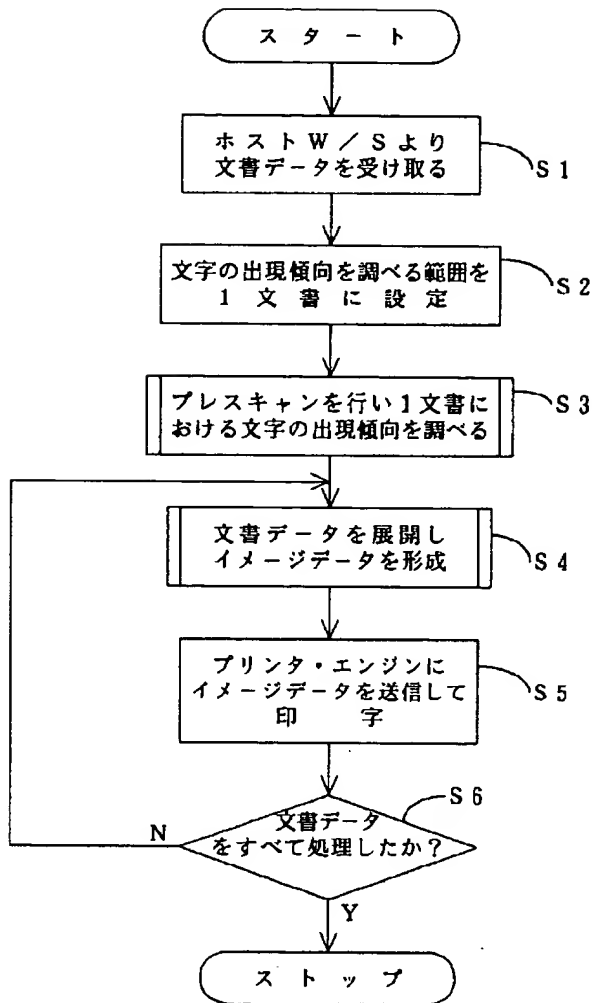 スタート
ホストW/Sより
文書データを受け取る
S1
文字の出現傾向を調べる範囲を
1文書に設定
S2
プレスキャンを行い1文書に
おける文字の出現傾向を調べる
S3
文書データを展開し
イメージデータを形成
S4
プリンタ・エンジンに
イメージデータを送信して
印字
S5
S6
文書データ
をすべて処理したか?
N
Y
ストップ